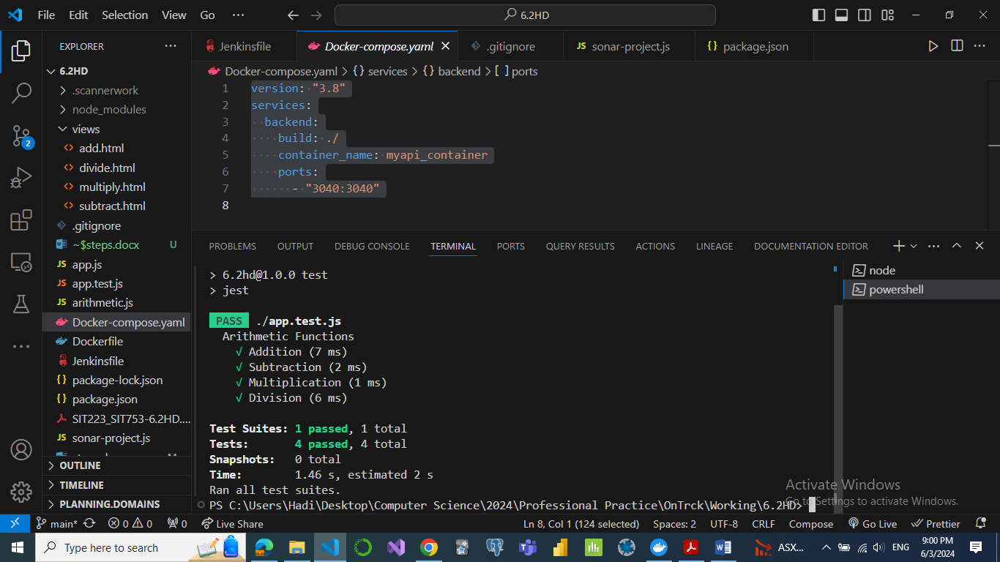 File Edit Selection View Go ··· 6.2HD
EXPLORER ···
6.2HD
.scannerwork
node_modules
views
add.html
divide.html
multiply.html
subtract.html
.gitignore
~$steps.docx U
app.js
app.test.js
arithmetic.js
Docker-compose.yaml
Dockerfile
Jenkinsfile
package-lock.json
package.json
SIT223_SIT753-6.2HD....
sonar-project.js
OUTLINE
TIMELINE
PLANNING.DOMAINS
2
Jenkinsfile Docker-compose.yaml .gitignore sonar-project.js package.json
Docker-compose.yaml > {} services > {} backend > [ ] ports
1 version: "3.8"
2 services:
3 backend:
4 build: ./
5 container_name: myapi_container
6 ports:
7 - "3040:3040"
8
PROBLEMS OUTPUT DEBUG CONSOLE TERMINAL PORTS QUERY RESULTS ACTIONS LINEAGE DOCUMENTATION EDITOR
> 6.2hd@1.0.0 test
> jest
PASS ./app.test.js
Arithmetic Functions
√ Addition (7 ms)
√ Subtraction (2 ms)
√ Multiplication (1 ms)
√ Division (6 ms)
Test Suites: 1 passed, 1 total
Tests: 4 passed, 4 total
Snapshots: 0 total
Time: 1.46 s, estimated 2 s
Ran all test suites.
PS C:\Users\Hadi\Desktop\Computer Science\2024\Professional Practice\OnTrck\Working\6.2HD>
node
powershell
Activate Windows
Go to Settings to activate Windows.
main* 0 0 0 Live Share Ln 8, Col 1 (124 selected) Spaces: 2 UTF-8 CRLF Compose Go Live Prettier
Type here to search ASX... ENG 9:00 PM
6/3/2024